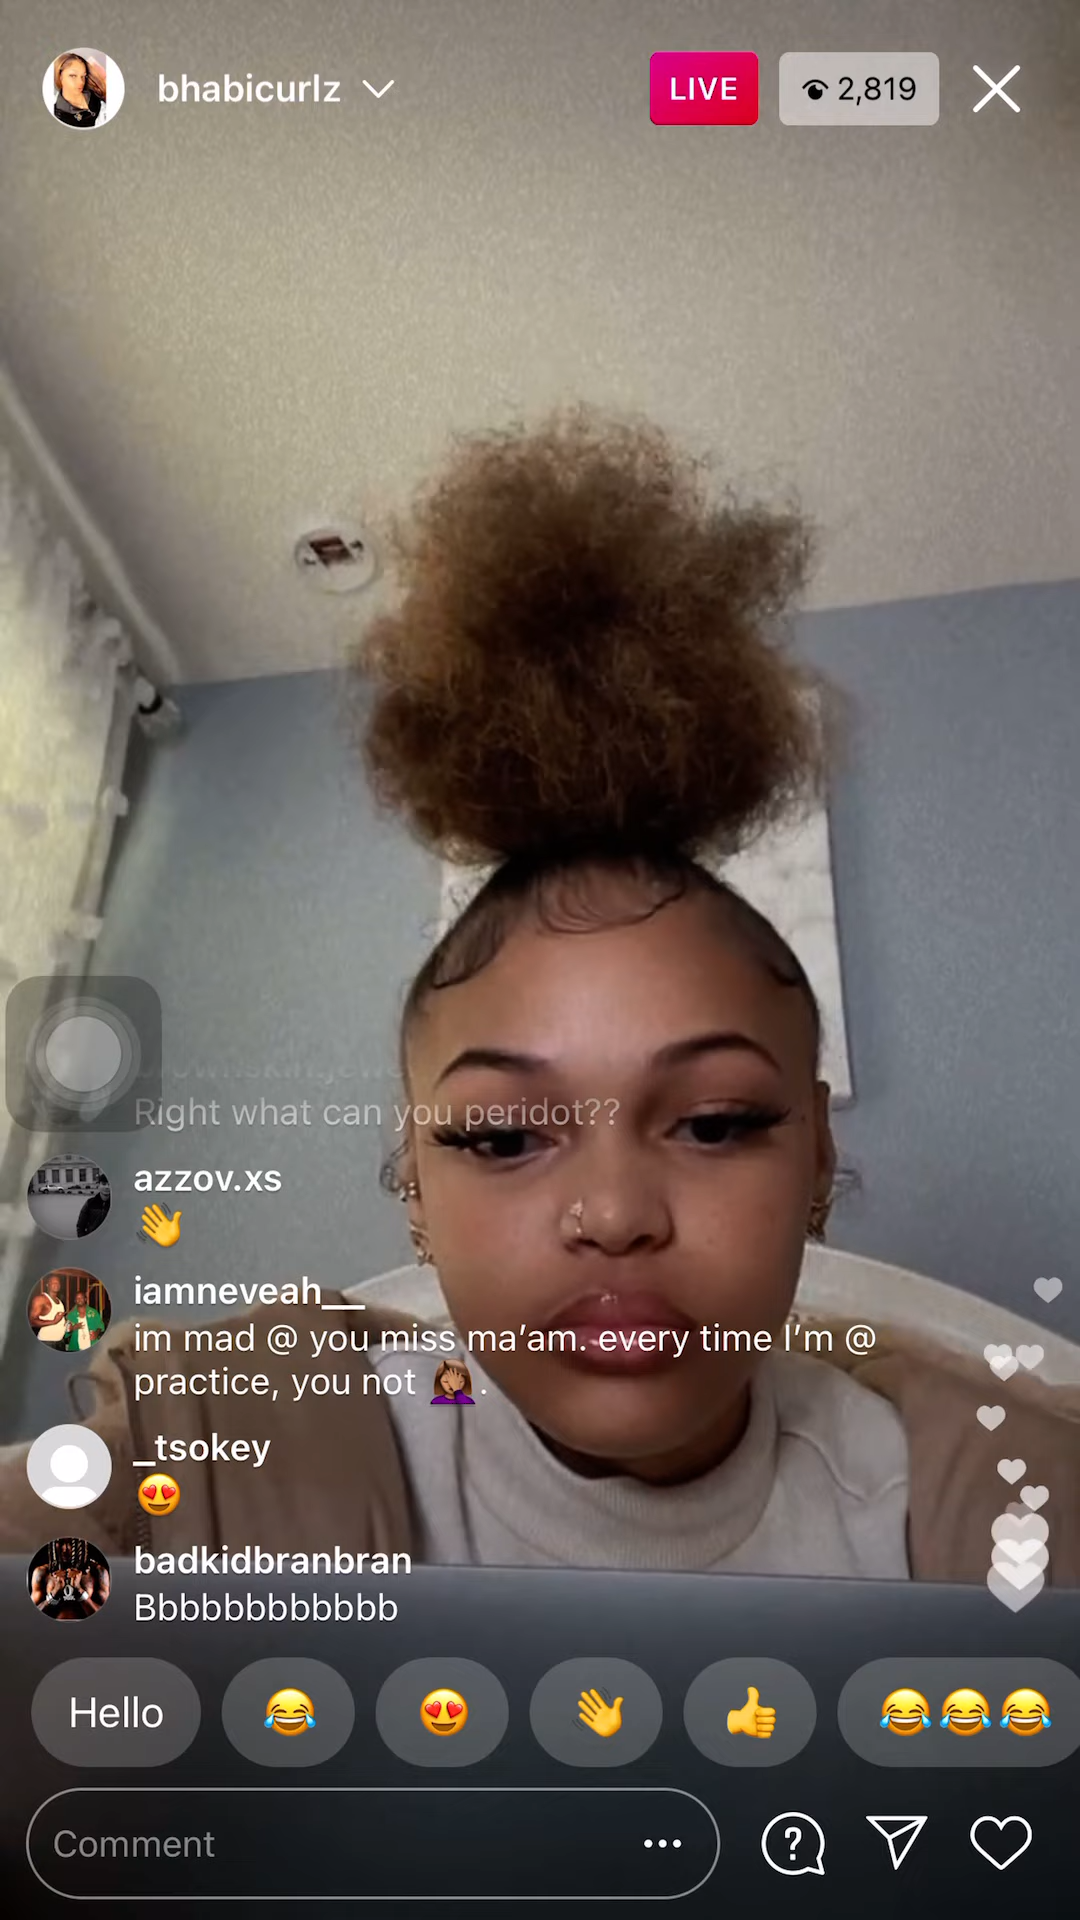 bhabicurlz
LIVE
2,819
Right what can you peridot??
azzov.xs
👋
iamneveah__
im mad @ you miss ma’am. every time I’m @
practice, you not 🤦🏽‍♀️.
_tsokey
😍
badkidbranbran
Bbbbbbbbbbbb
Hello 😂 😍 👋 👍 😂😂😂
Comment